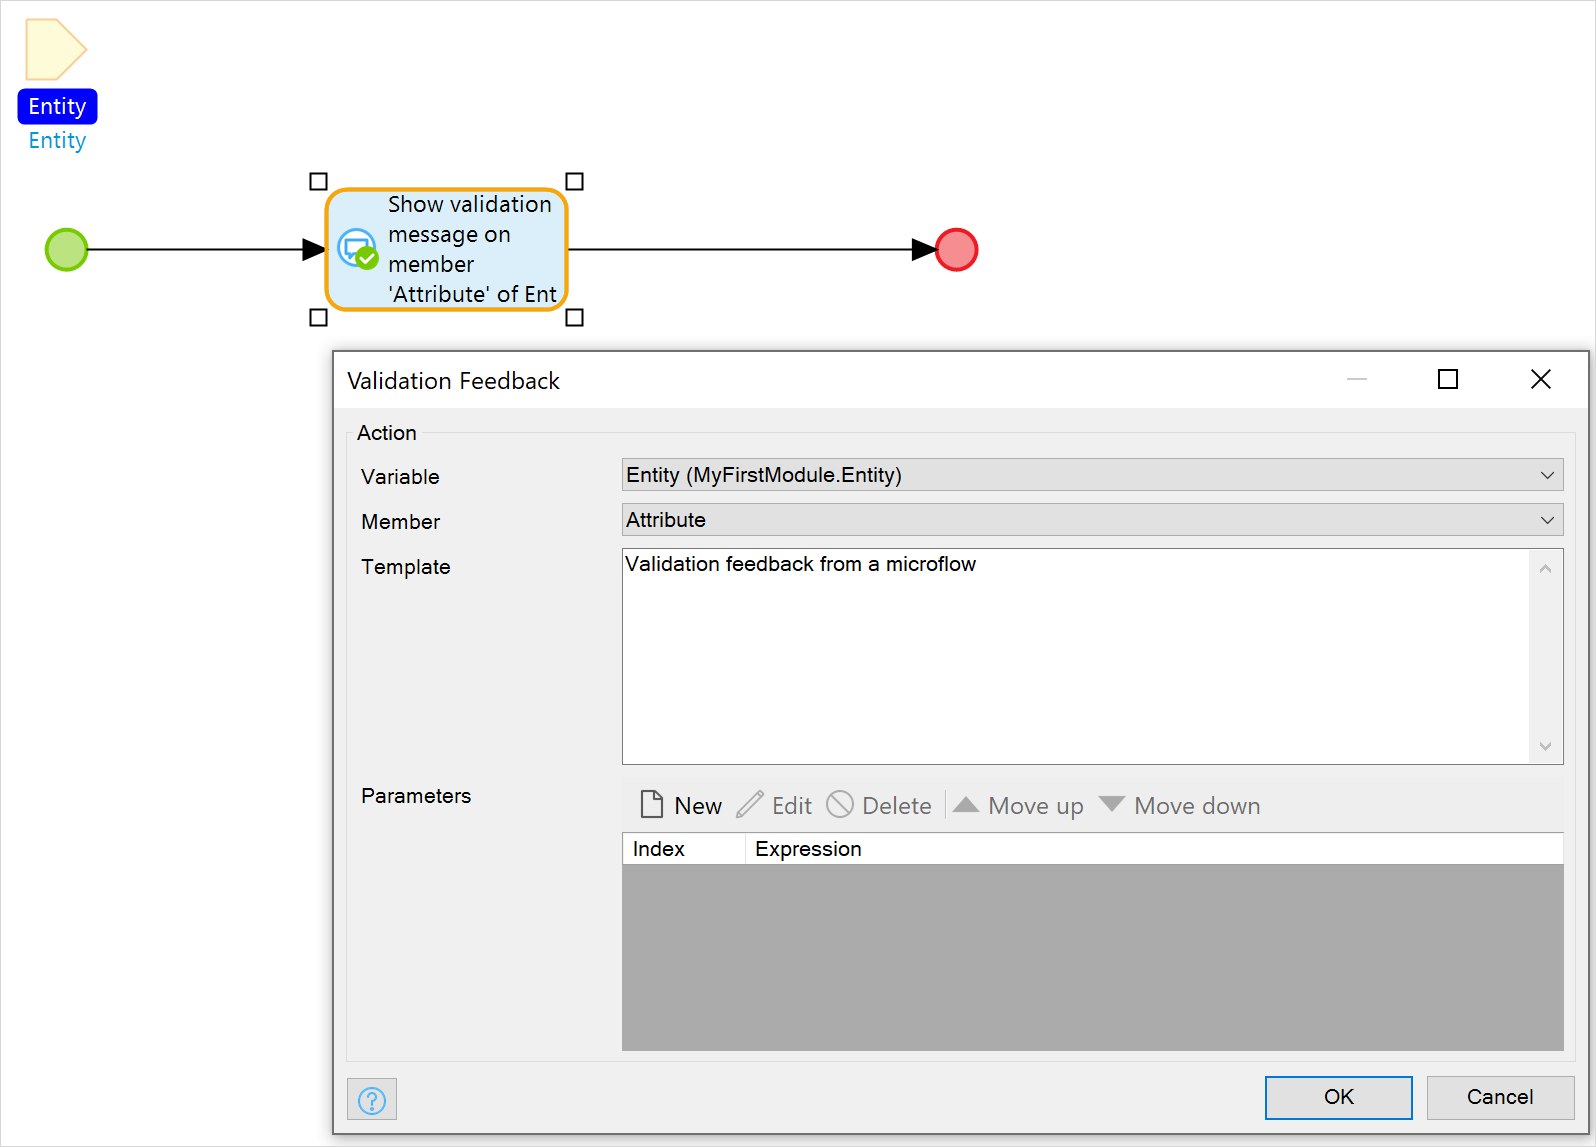 Entity
Entity
Show validation
message on
member
'Attribute' of Ent
Validation Feedback
Action
Variable
Entity (MyFirstModule.Entity)
Member
Attribute
Template
Validation feedback from a microflow
Parameters
New Edit Delete Move up Move down
Index Expression
?
OK Cancel